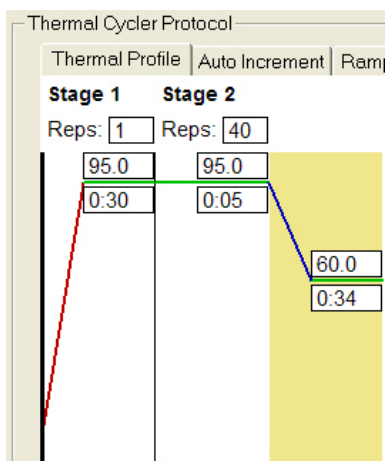 Thermal Cycler Protocol
Thermal Profile Auto Increment Ramp
Stage 1 Stage 2
Reps: 1 Reps: 40
95.0 95.0
0:30 0:05
60.0
0:34